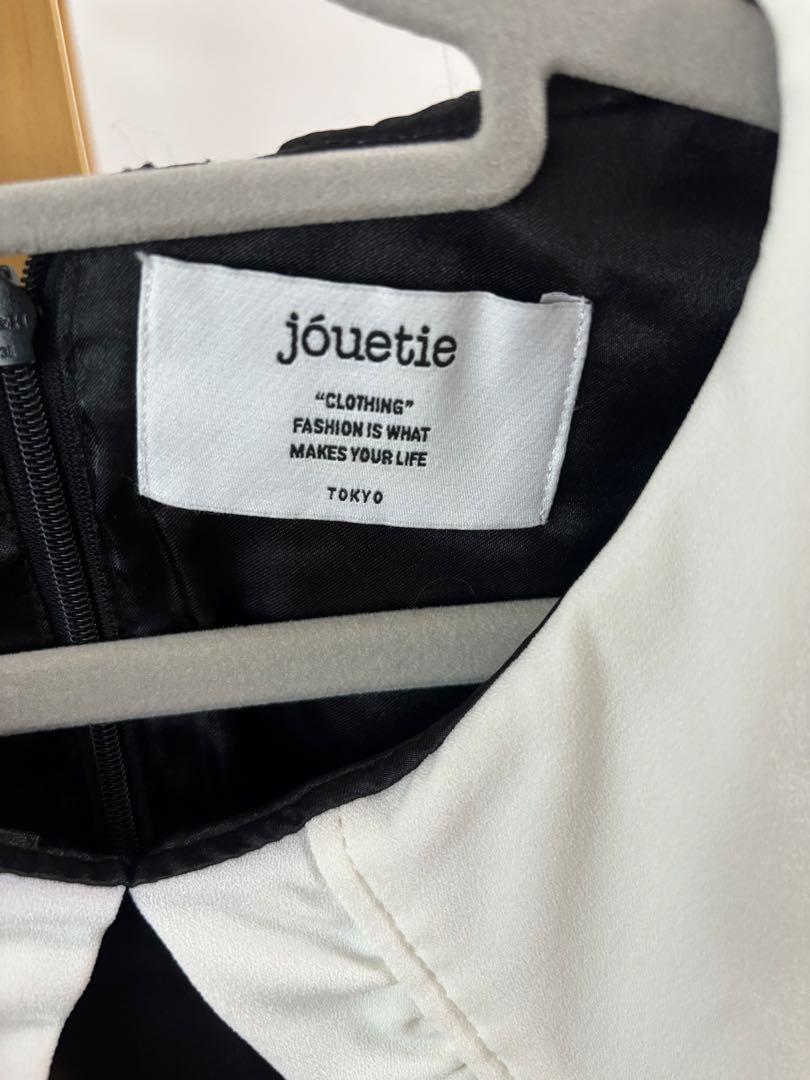 jóuetie
"CLOTHING"
FASHION IS WHAT
MAKES YOUR LIFE
TOKYO